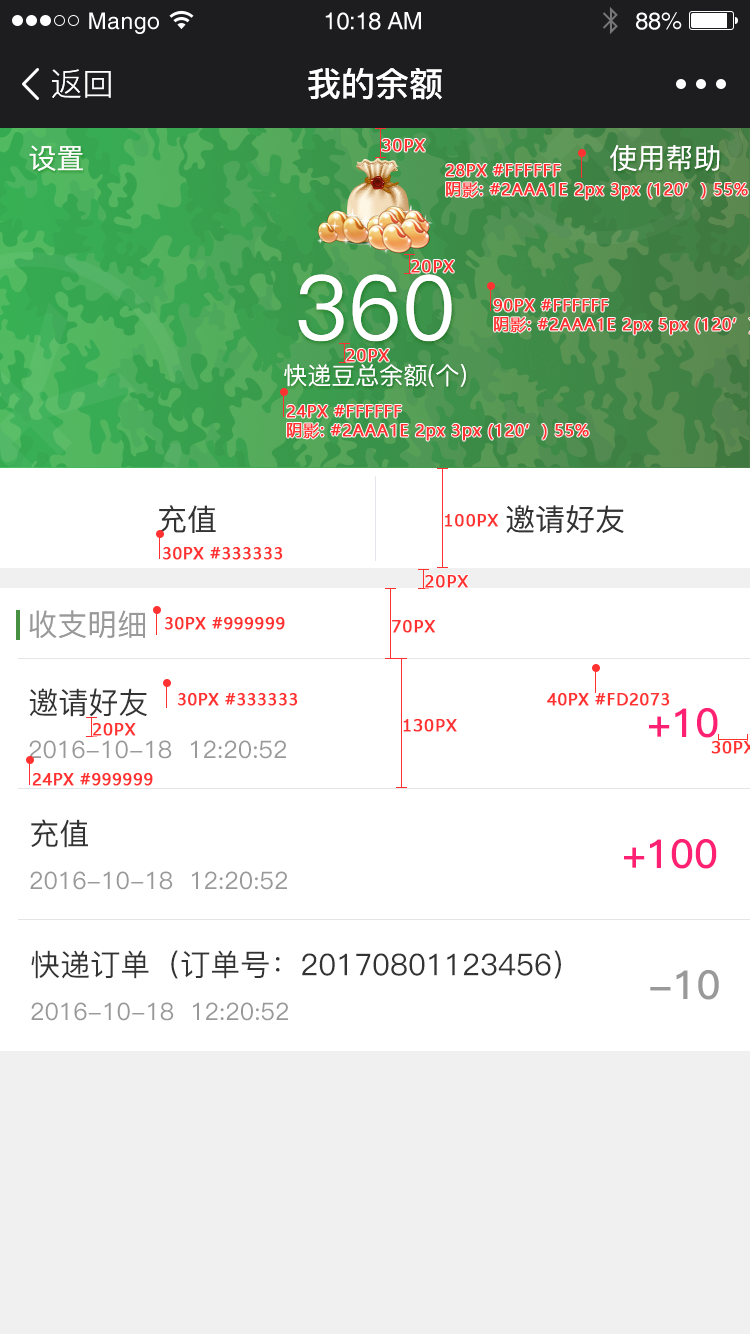 Mango 10:18 AM 88%
返回 我的余额
30PX
设置 使用帮助
28PX #FFFFFF
阴影: #2AAA1E 2px 3px (120′) 55%
20PX
360
90PX #FFFFFF
阴影: #2AAA1E 2px 5px (120′
20PX
快递豆总余额(个)
24PX #FFFFFF
阴影: #2AAA1E 2px 3px (120′) 55%
充值 100PX 邀请好友
30PX #333333
20PX
收支明细 30PX #999999 70PX
邀请好友 30PX #333333 40PX #FD2073
20PX 130PX +10
2016-10-18 12:20:52 30PX
24PX #999999
充值
+100
2016-10-18 12:20:52
快递订单（订单号：20170801123456）
-10
2016-10-18 12:20:52